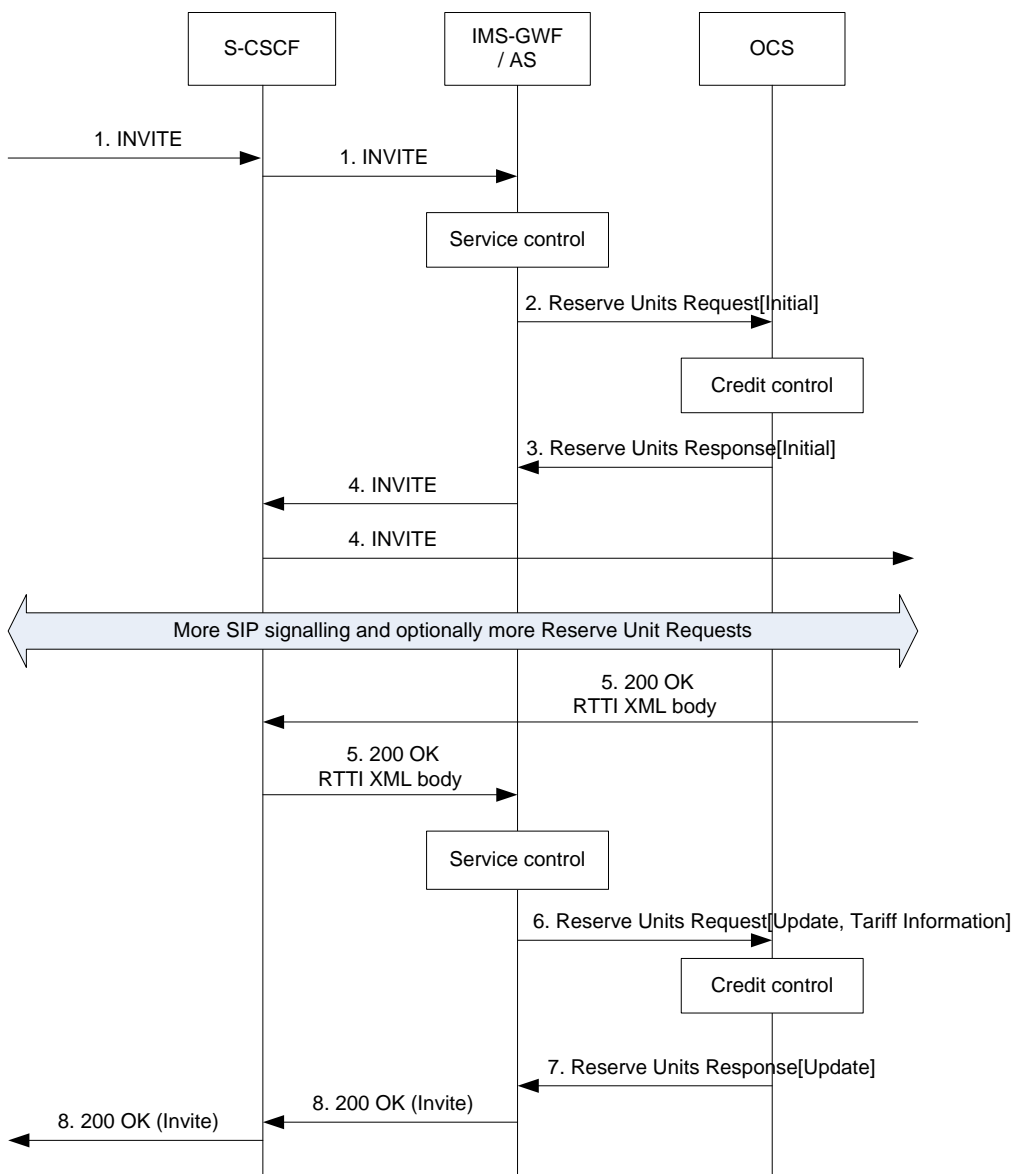 S-CSCF
IMS-GWF
/ AS
OCS
1. INVITE
1. INVITE
Service control
2. Reserve Units Request[Initial]
Credit control
3. Reserve Units Response[Initial]
4. INVITE
4. INVITE
More SIP signalling and optionally more Reserve Unit Requests
5. 200 OK
RTTI XML body
5. 200 OK
RTTI XML body
Service control
6. Reserve Units Request[Update, Tariff Information]
Credit control
7. Reserve Units Response[Update]
8. 200 OK (Invite)
8. 200 OK (Invite)